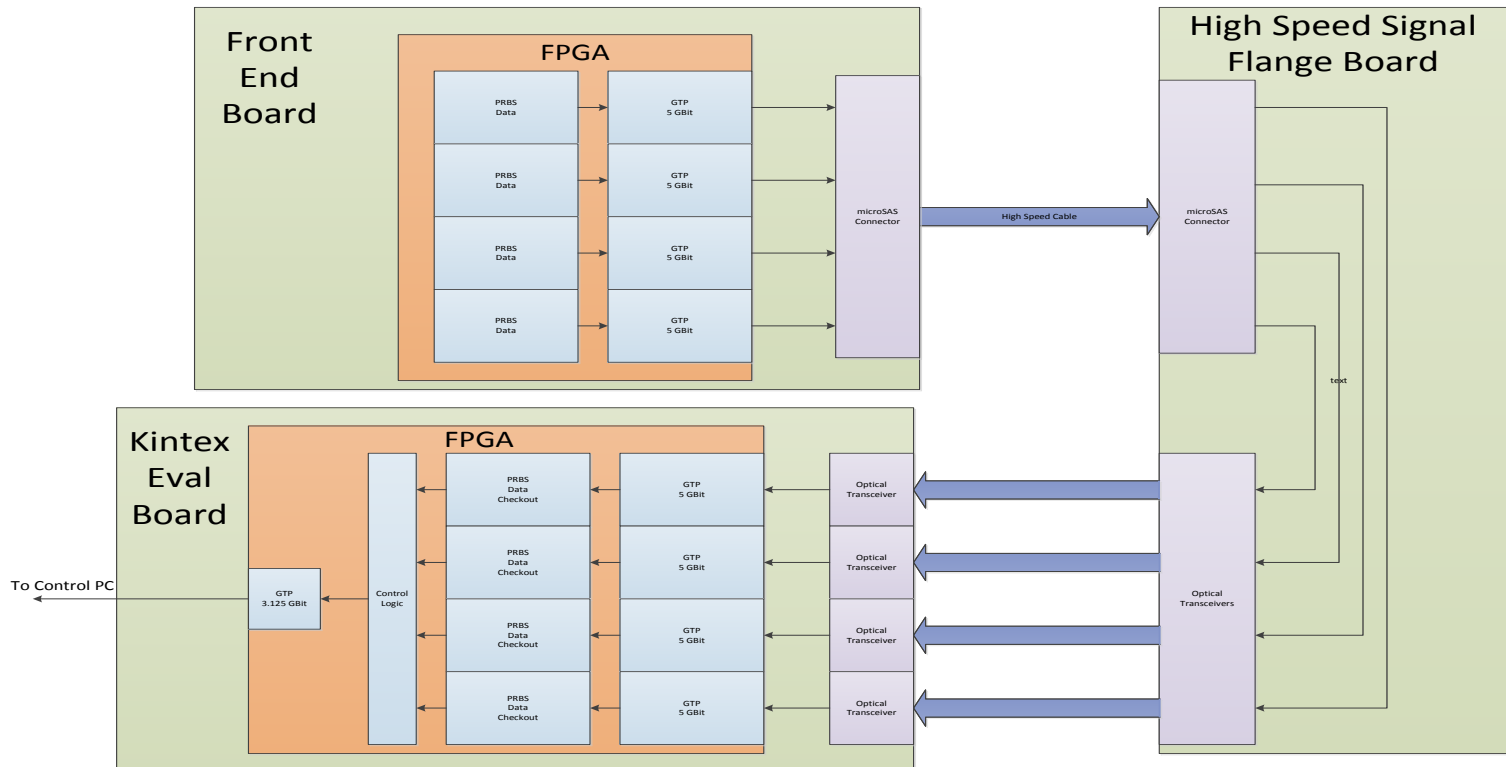 Front
End
Board
FPGA
PRBS
Data
GTP
5 GBit
PRBS
Data
GTP
5 GBit
PRBS
Data
GTP
5 GBit
PRBS
Data
GTP
5 GBit
microSAS
Connector
High Speed Cable
High Speed Signal
Flange Board
microSAS
Connector
text
Kintex
Eval
Board
FPGA
To Control PC
GTP
3.125 GBit
Control
Logic
PRBS
Data
Checkout
GTP
5 GBit
Optical
Transceiver
PRBS
Data
Checkout
GTP
5 GBit
Optical
Transceiver
PRBS
Data
Checkout
GTP
5 GBit
Optical
Transceiver
PRBS
Data
Checkout
GTP
5 GBit
Optical
Transceiver
Optical
Transceivers